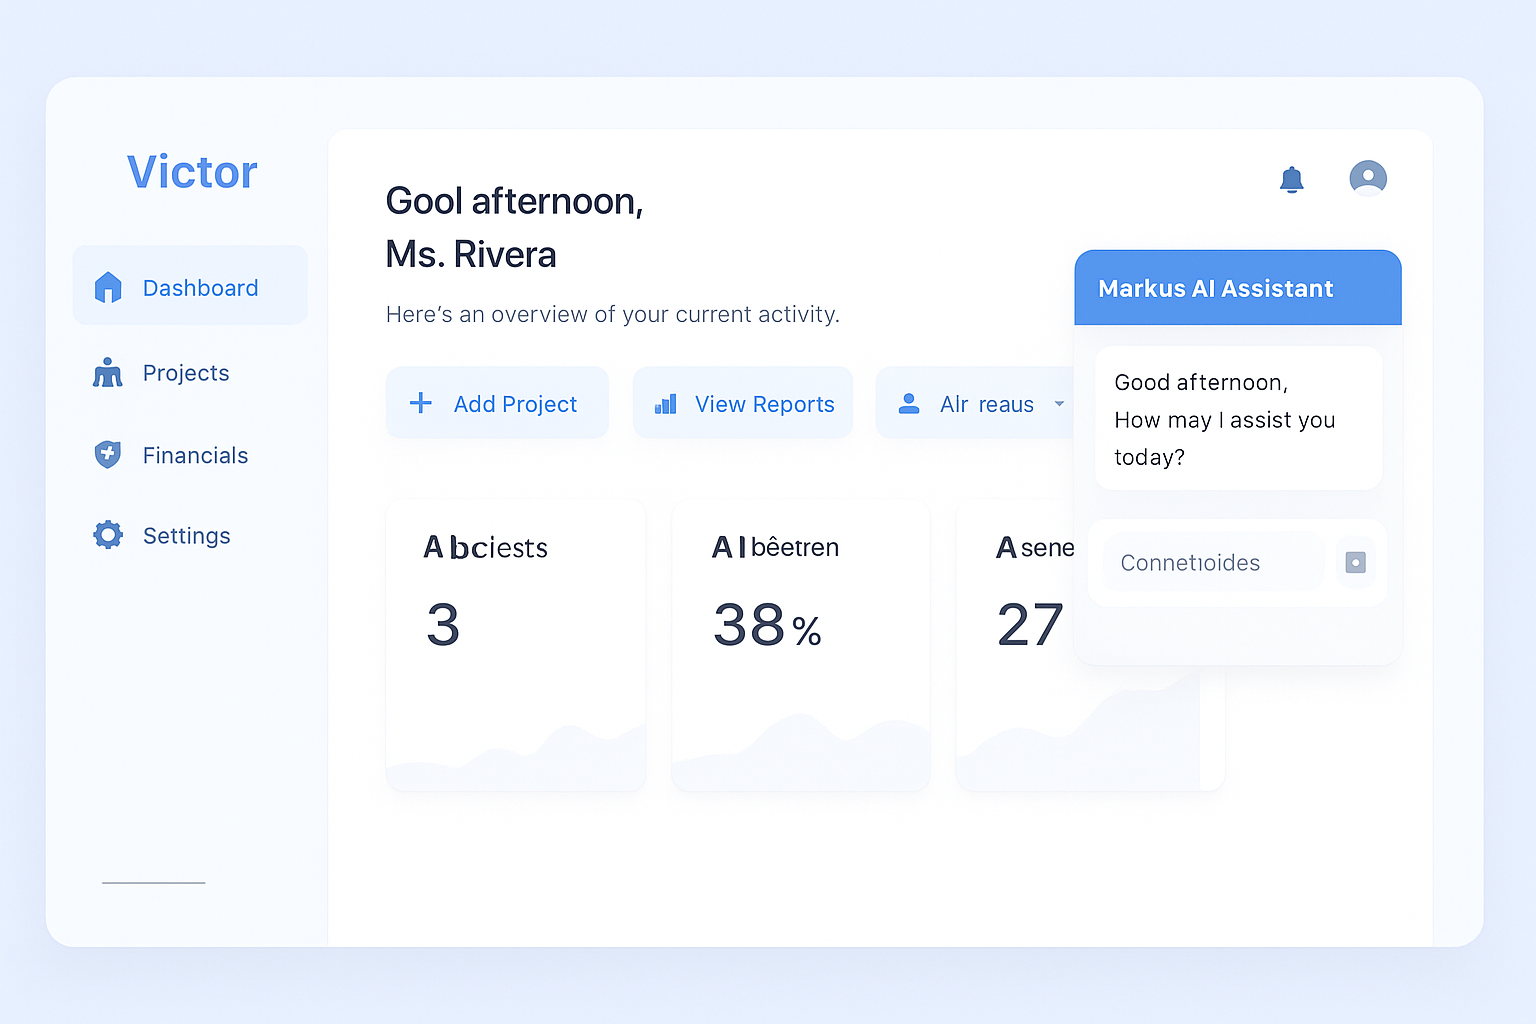 Victor
Dashboard
Projects
Financials
Settings
Gool afternoon,
Ms. Rivera
Here’s an overview of your current activity.
Add Project
View Reports
Alr reaus
Abciests
3
Al bêetren
38%
Asene
27
Markus AI Assistant
Good afternoon,
How may I assist you
today?
Connetıoides